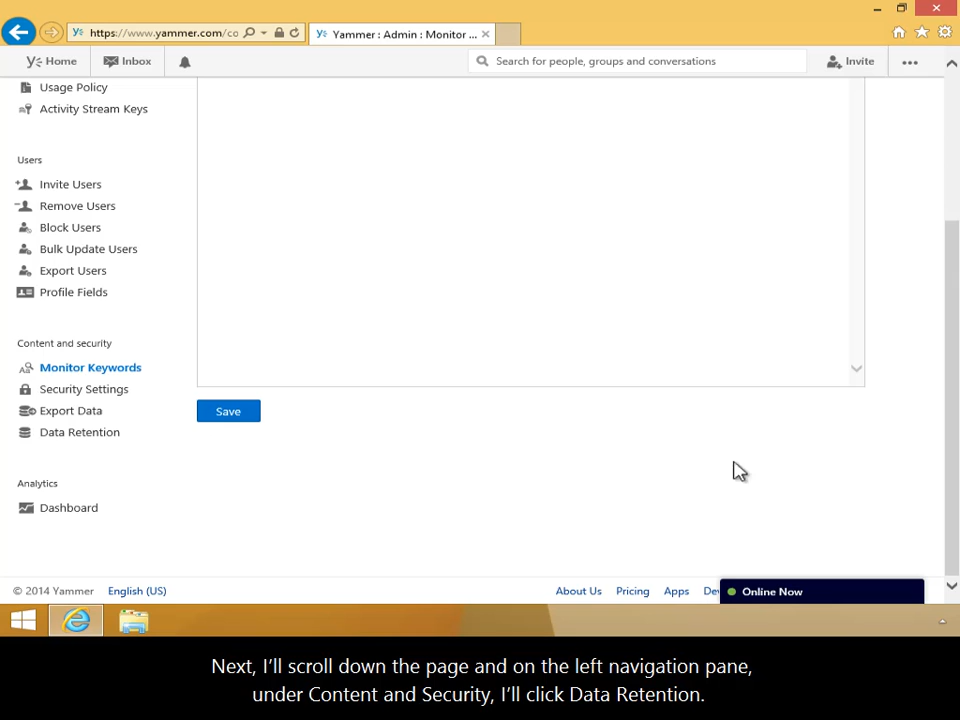 https://www.yammer.com/co
Yammer : Admin : Monitor ...
Home
Inbox
Search for people, groups and conversations
Invite
Usage Policy
Activity Stream Keys
Users
Invite Users
Remove Users
Block Users
Bulk Update Users
Export Users
Profile Fields
Content and security
Monitor Keywords
Security Settings
Export Data
Data Retention
Save
Analytics
Dashboard
© 2014 Yammer English (US)
About Us Pricing Apps De
Online Now
Next, I’ll scroll down the page and on the left navigation pane,
under Content and Security, I’ll click Data Retention.